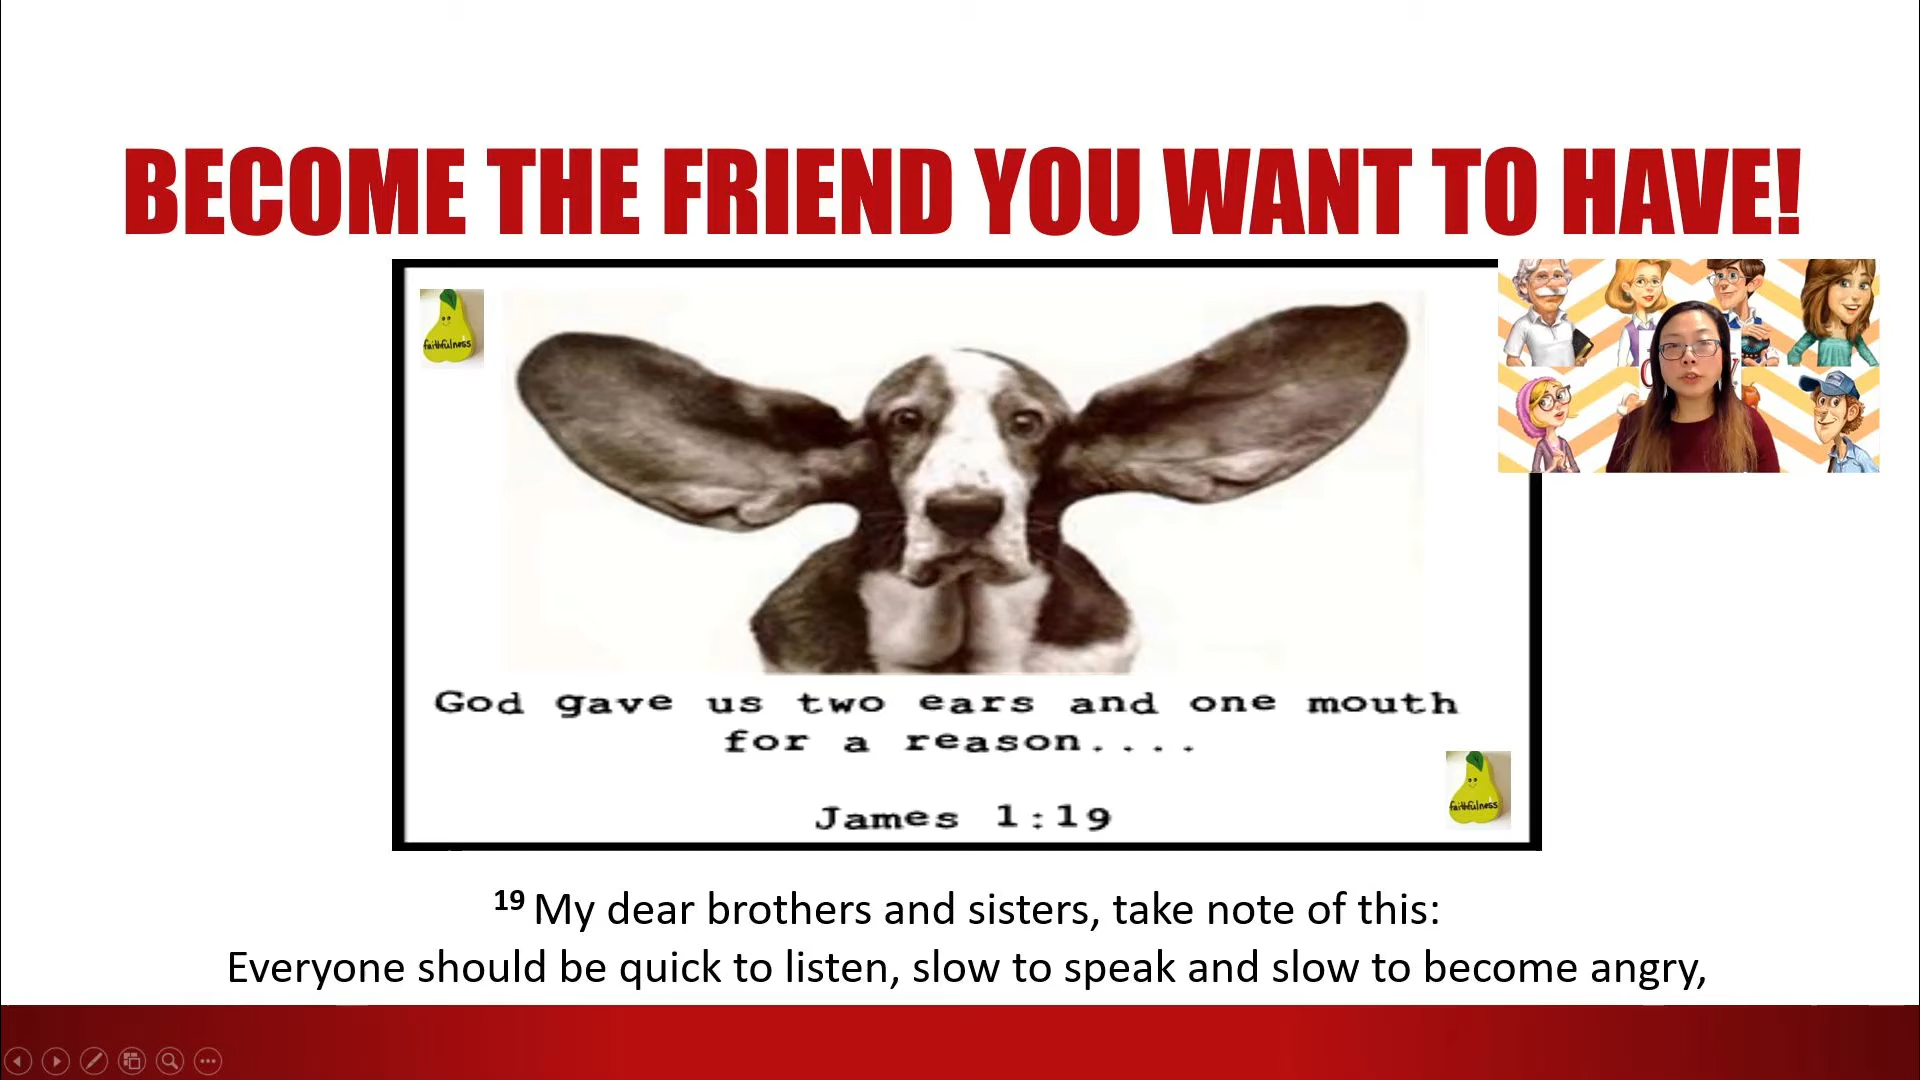 BECOME THE FRIEND YOU WANT TO HAVE!
faithfulness
God gave us two ears and one mouth
for a reason....
faithfulness
James 1:19
19 My dear brothers and sisters, take note of this:
Everyone should be quick to listen, slow to speak and slow to become angry,